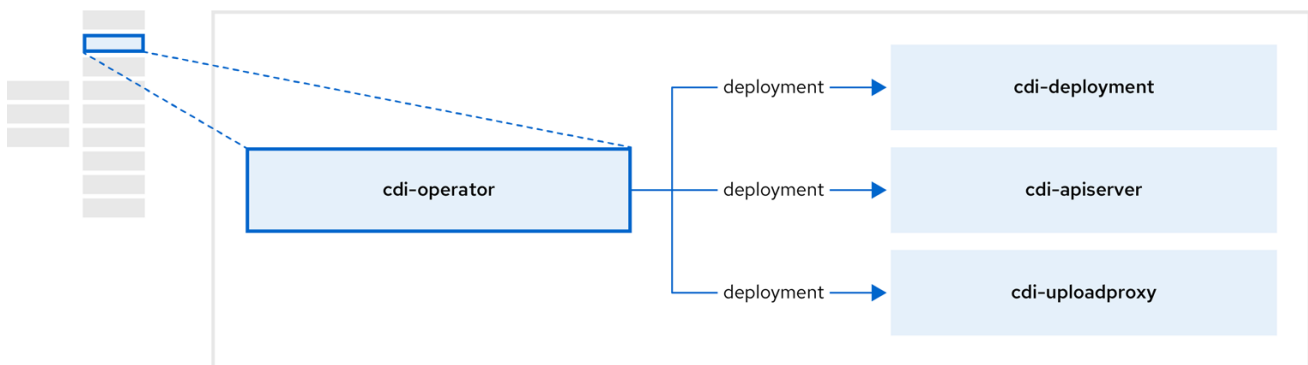 deployment
cdi-deployment
cdi-operator
deployment
cdi-apiserver
deployment
cdi-uploadproxy